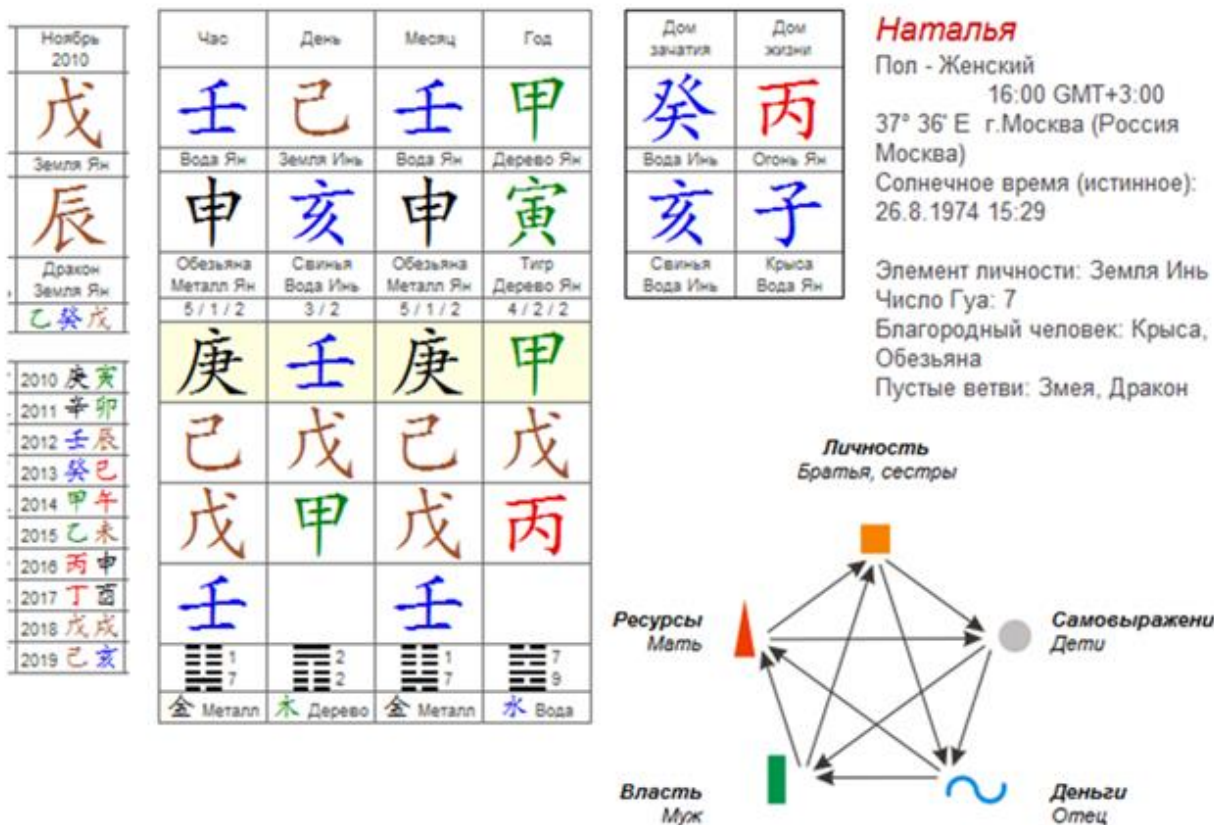 Ноябрь
2010
戊
Земля Ян
辰
Дракон
Земля Ян
乙 癸 戊
2010 庚 寅
2011 辛 卯
2012 壬 辰
2013 癸 巳
2014 甲 午
2015 乙 未
2016 丙 申
2017 丁 酉
2018 戊 戌
2019 己 亥
Час День Месяц Год
壬 己 壬 甲
Вода Ян Земля Инь Вода Ян Дерево Ян
申 亥 申 寅
Обезьяна Свинья Обезьяна Тигр
Металл Ян Вода Инь Металл Ян Дерево Ян
5 / 1 / 2 3 / 2 5 / 1 / 2 4 / 2 / 2
庚 壬 庚 甲
己 戊 己 戊
戊 甲 戊 丙
壬 壬
1 2 1 7
7 2 7 9
金 Металл 木 Дерево 金 Металл 水 Вода
Дом зачатия Дом жизни
癸 丙
Вода Инь Огонь Ян
亥 子
Свинья Крыса
Вода Инь Вода Ян
Наталья
Пол - Женский
16:00 GMT+3:00
37° 36' E г.Москва (Россия
Москва)
Солнечное время (истинное):
26.8.1974 15:29
Элемент личности: Земля Инь
Число Гуа: 7
Благородный человек: Крыса,
Обезьяна
Пустые ветви: Змея, Дракон
Личность
Братья, сестры
Ресурсы
Мать
Самовыражени
Дети
Власть
Муж
Деньги
Отец